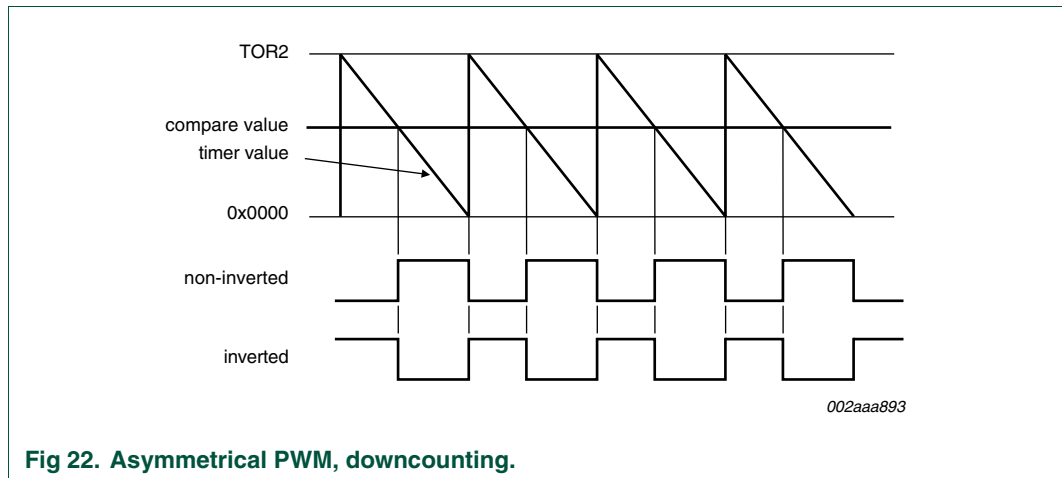 TOR2
compare value
timer value
0x0000
non-inverted
inverted
002aaa893
Fig 22. Asymmetrical PWM, downcounting.